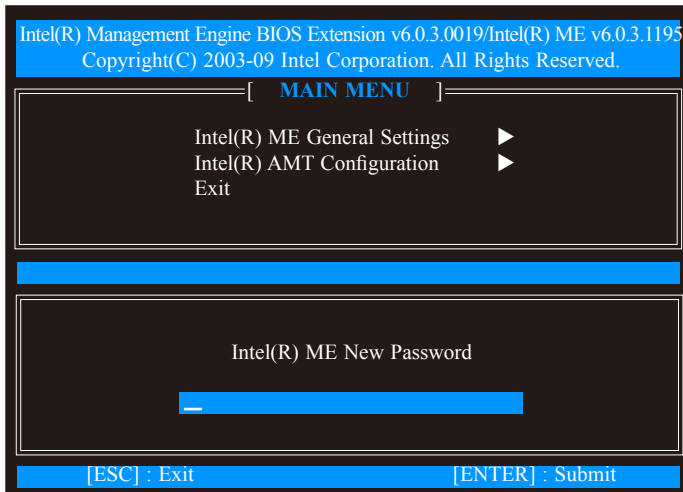 Intel(R) Management Engine BIOS Extension v6.0.3.0019/Intel(R) ME v6.0.3.1195
Copyright(C) 2003-09 Intel Corporation. All Rights Reserved.
[ MAIN MENU ]
Intel(R) ME General Settings ▶
Intel(R) AMT Configuration ▶
Exit
Intel(R) ME New Password
_
[ESC] : Exit [ENTER] : Submit